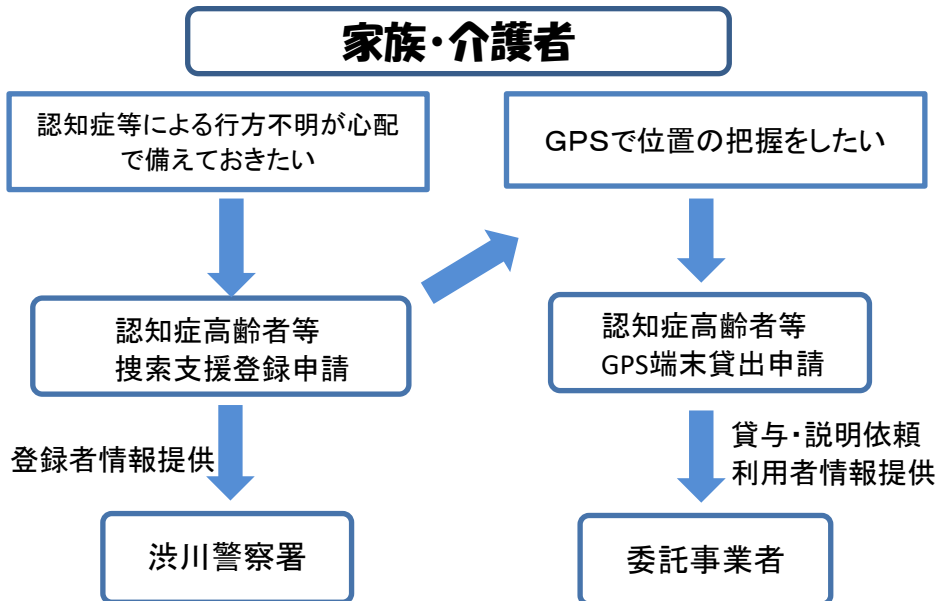 家族・介護者
認知症等による行方不明が心配
で備えておきたい
GPSで位置の把握をしたい
認知症高齢者等
捜索支援登録申請
認知症高齢者等
GPS端末貸出申請
登録者情報提供
貸与・説明依頼
利用者情報提供
渋川警察署
委託事業者